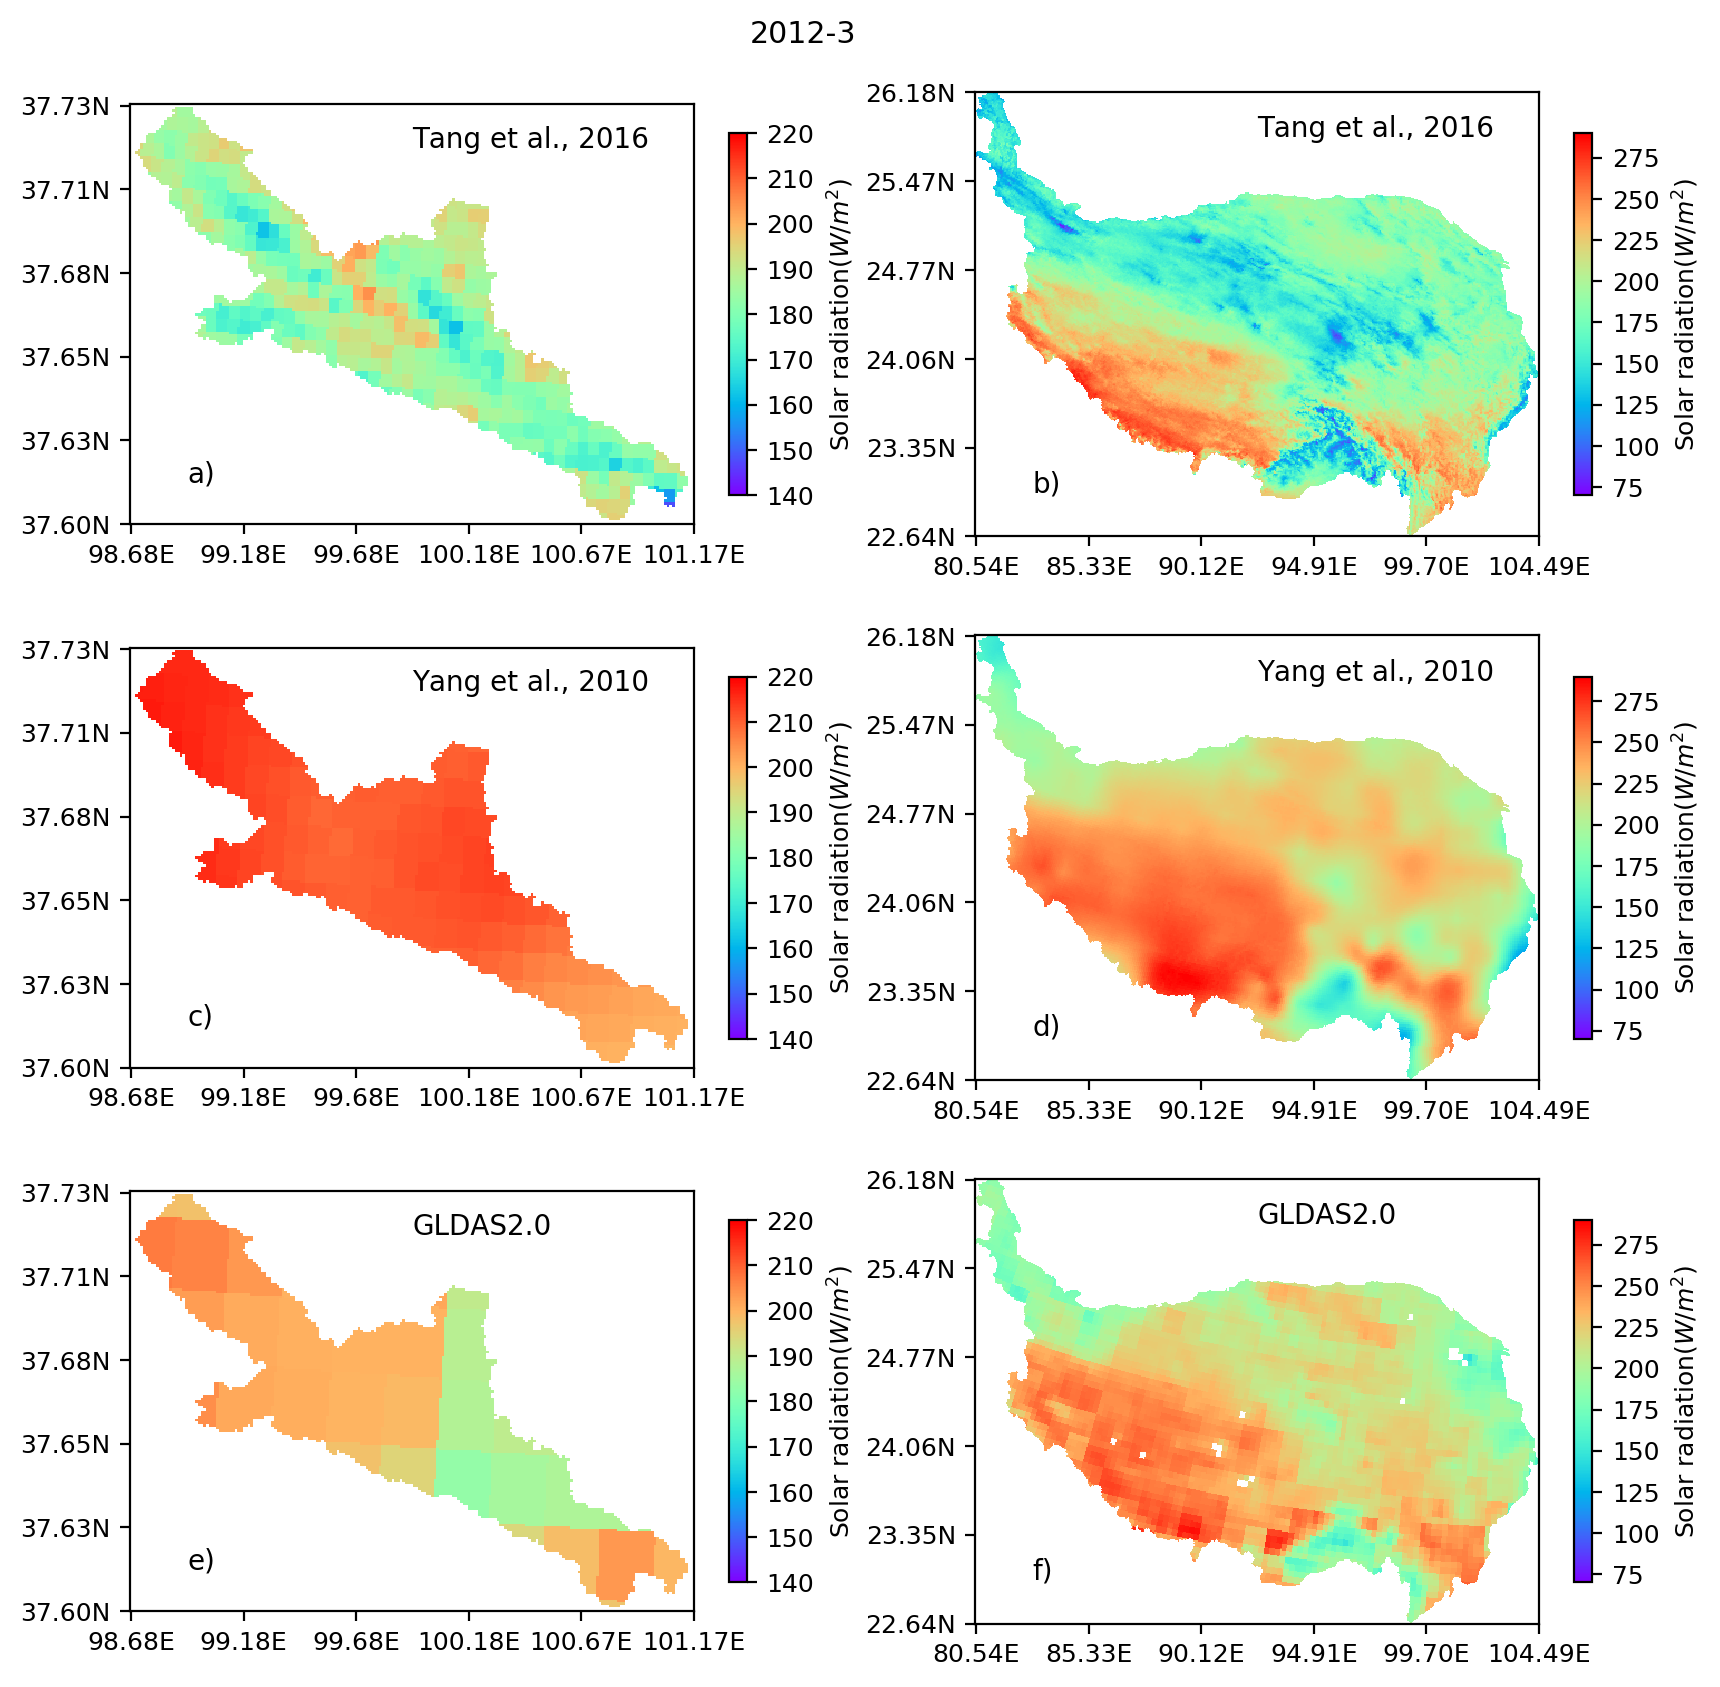 2012-3
37.73N
37.71N
37.68N
37.65N
37.63N
37.60N
98.68E 99.18E 99.68E 100.18E 100.67E 101.17E
Tang et al., 2016
a)
220
210
200
190
180
170
160
150
140
Solar radiation(W/m²)
26.18N
25.47N
24.77N
24.06N
23.35N
22.64N
80.54E 85.33E 90.12E 94.91E 99.70E 104.49E
Tang et al., 2016
b)
275
250
225
200
175
150
125
100
75
Solar radiation(W/m²)
37.73N
37.71N
37.68N
37.65N
37.63N
37.60N
98.68E 99.18E 99.68E 100.18E 100.67E 101.17E
Yang et al., 2010
c)
220
210
200
190
180
170
160
150
140
Solar radiation(W/m²)
26.18N
25.47N
24.77N
24.06N
23.35N
22.64N
80.54E 85.33E 90.12E 94.91E 99.70E 104.49E
Yang et al., 2010
d)
275
250
225
200
175
150
125
100
75
Solar radiation(W/m²)
37.73N
37.71N
37.68N
37.65N
37.63N
37.60N
98.68E 99.18E 99.68E 100.18E 100.67E 101.17E
GLDAS2.0
e)
220
210
200
190
180
170
160
150
140
Solar radiation(W/m²)
26.18N
25.47N
24.77N
24.06N
23.35N
22.64N
80.54E 85.33E 90.12E 94.91E 99.70E 104.49E
GLDAS2.0
f)
275
250
225
200
175
150
125
100
75
Solar radiation(W/m²)